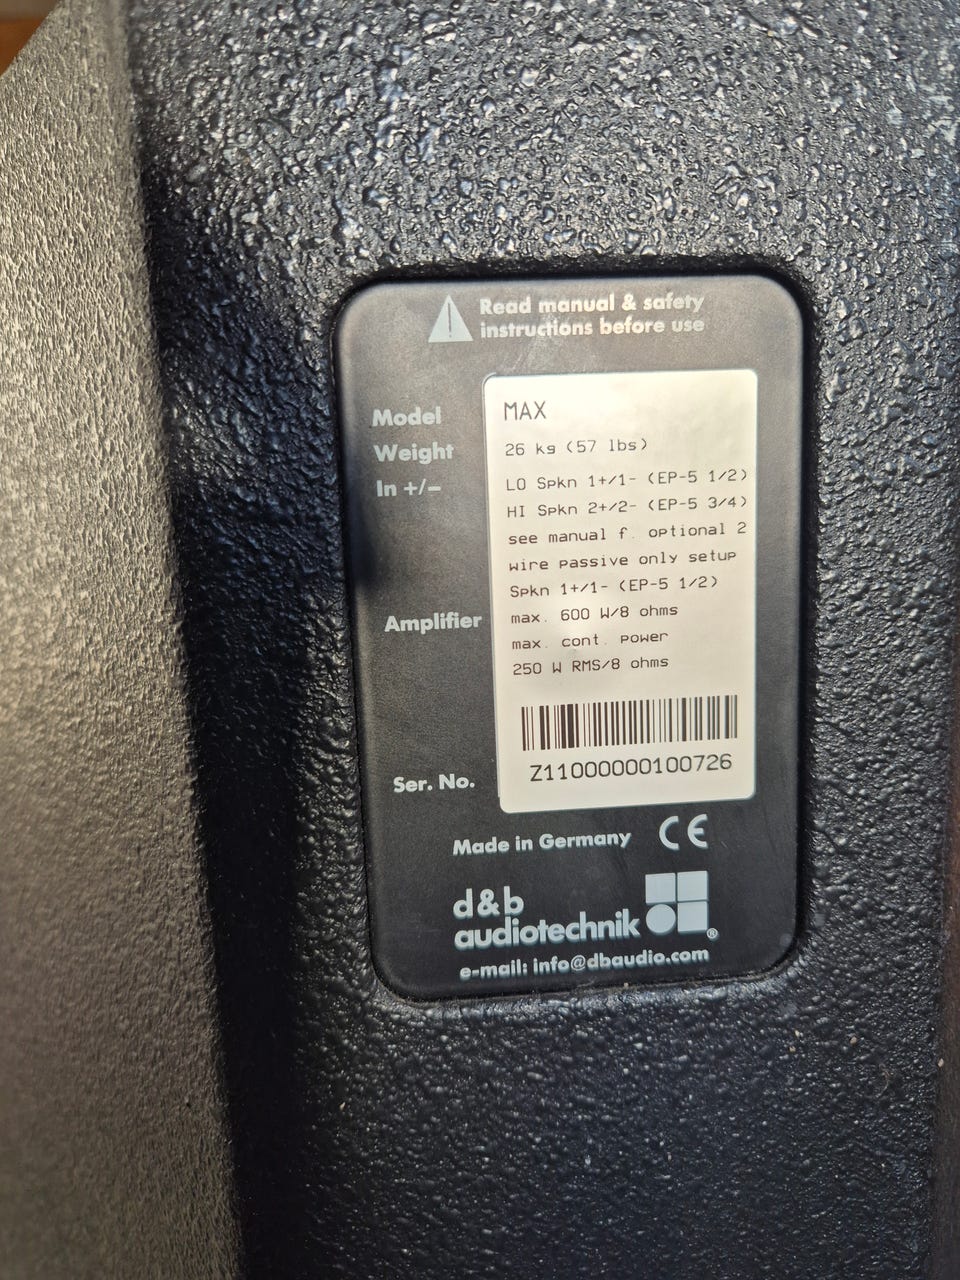 Read manual & safety
instructions before use
Model MAX
Weight 26 kg (57 lbs)
In +/– LO Spkn 1+/1- (EP-5 1/2)
HI Spkn 2+/2- (EP-5 3/4)
see manual f. optional 2
wire passive only setup
Spkn 1+/1- (EP-5 1/2)
Amplifier max. 600 W/8 ohms
max. cont. power
250 W RMS/8 ohms
Ser. No. Z11000000100726
Made in Germany CE
d&b
audiotechnik ®
e-mail: info@dbaudio.com